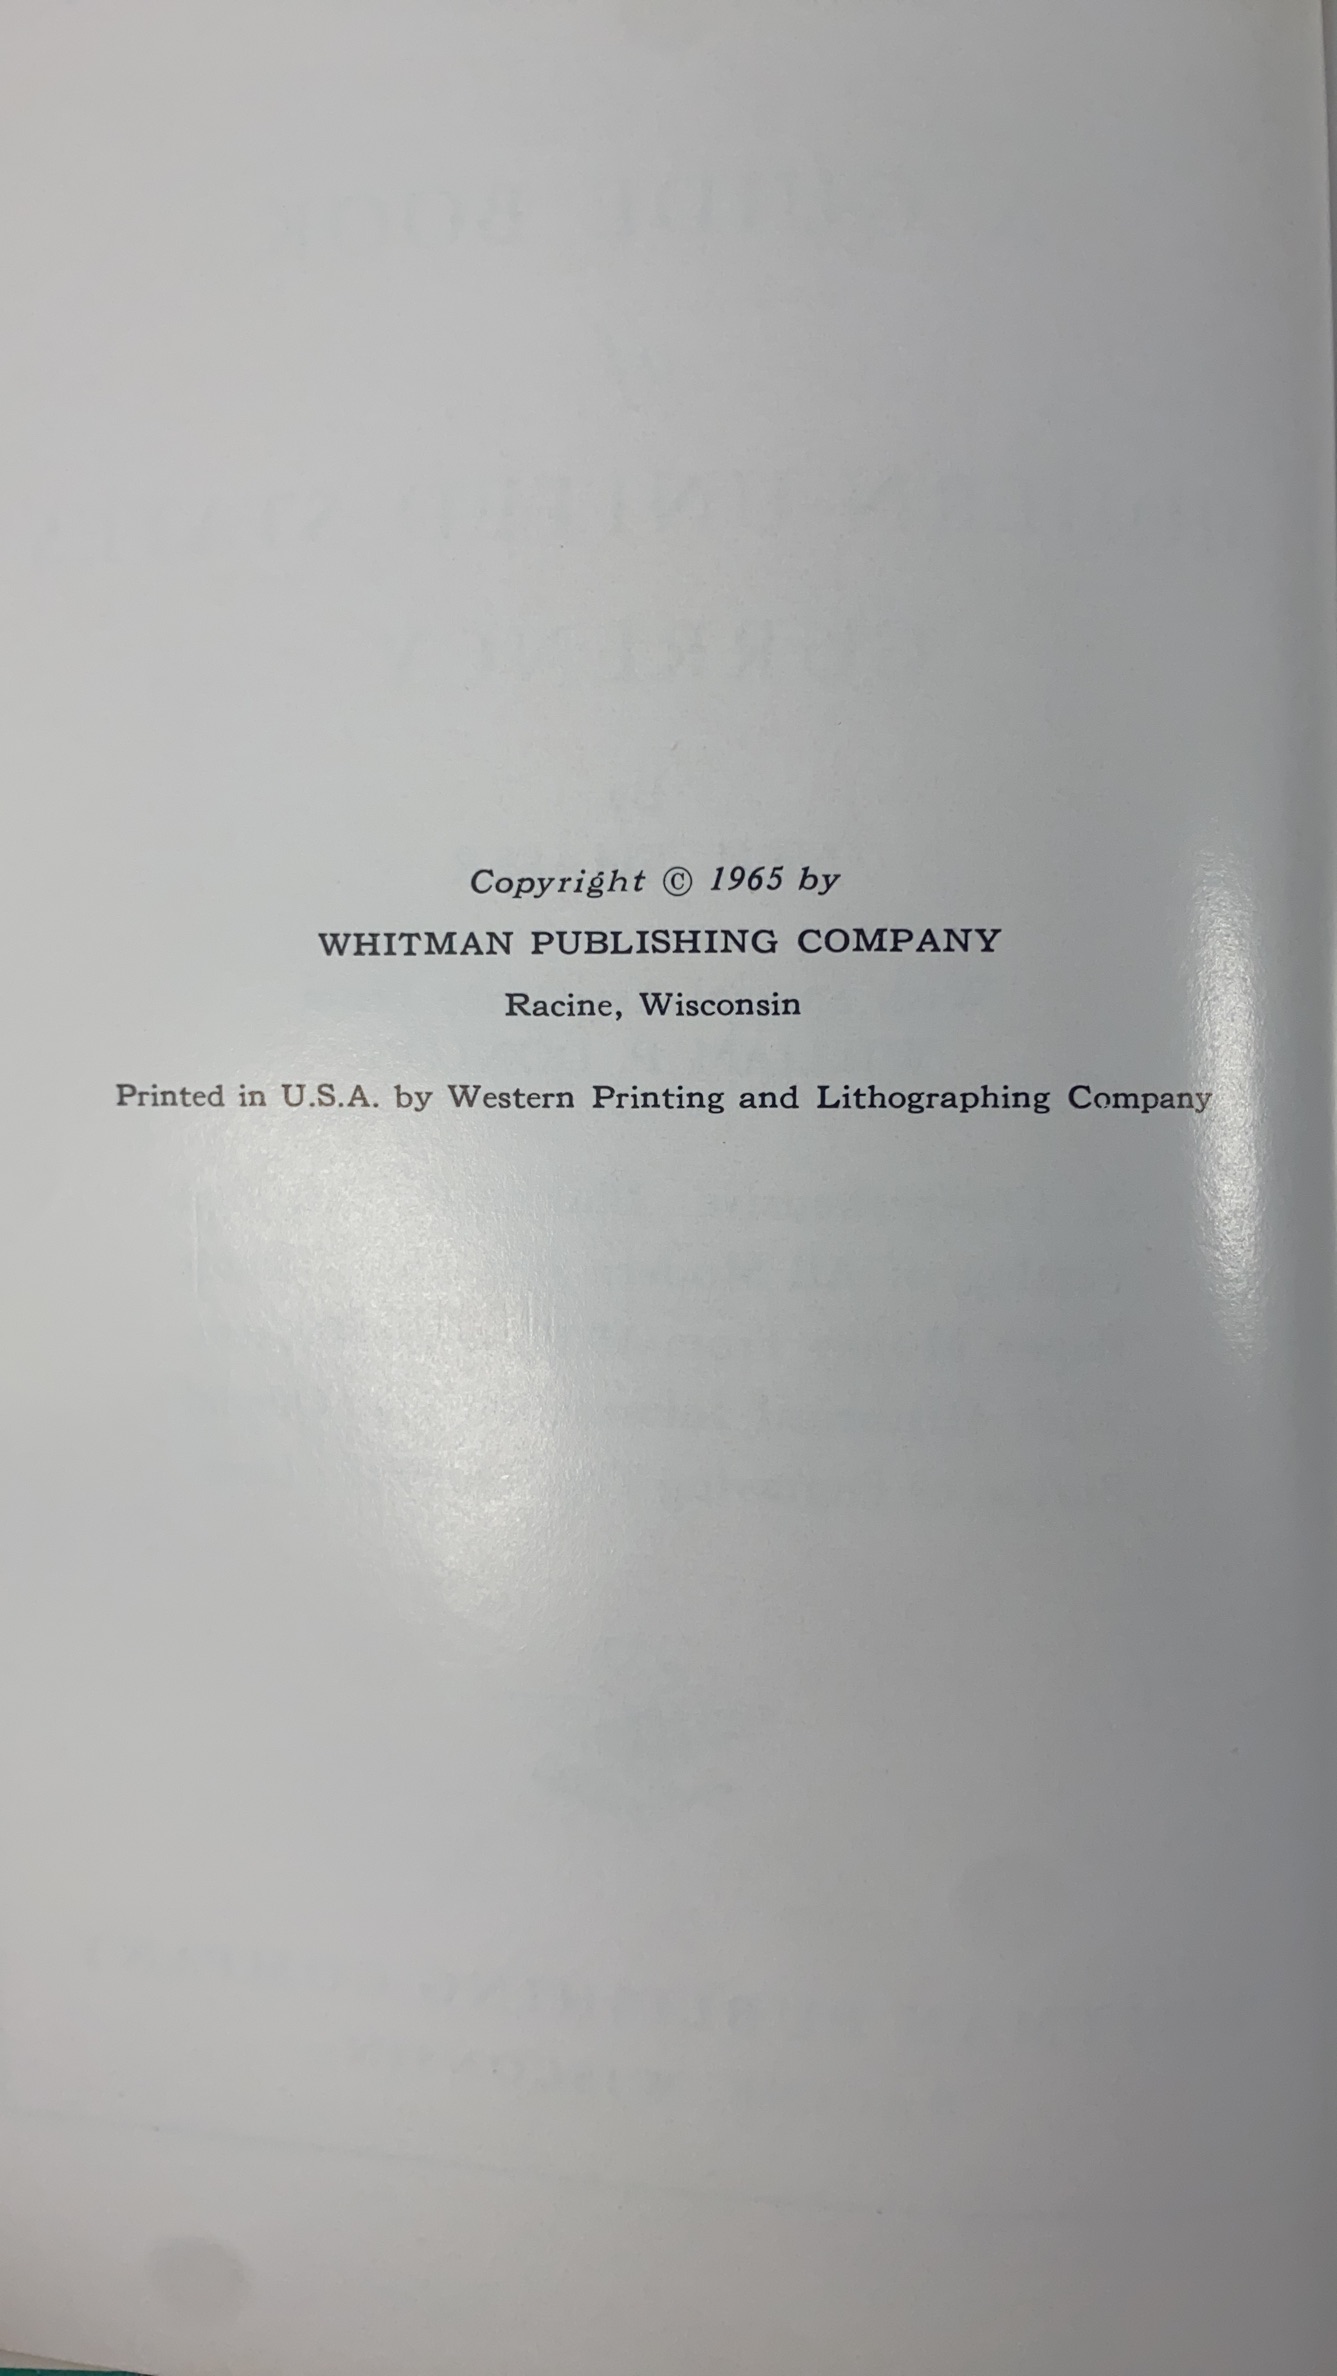 Copyright © 1965 by
WHITMAN PUBLISHING COMPANY
Racine, Wisconsin
Printed in U.S.A. by Western Printing and Lithographing Company